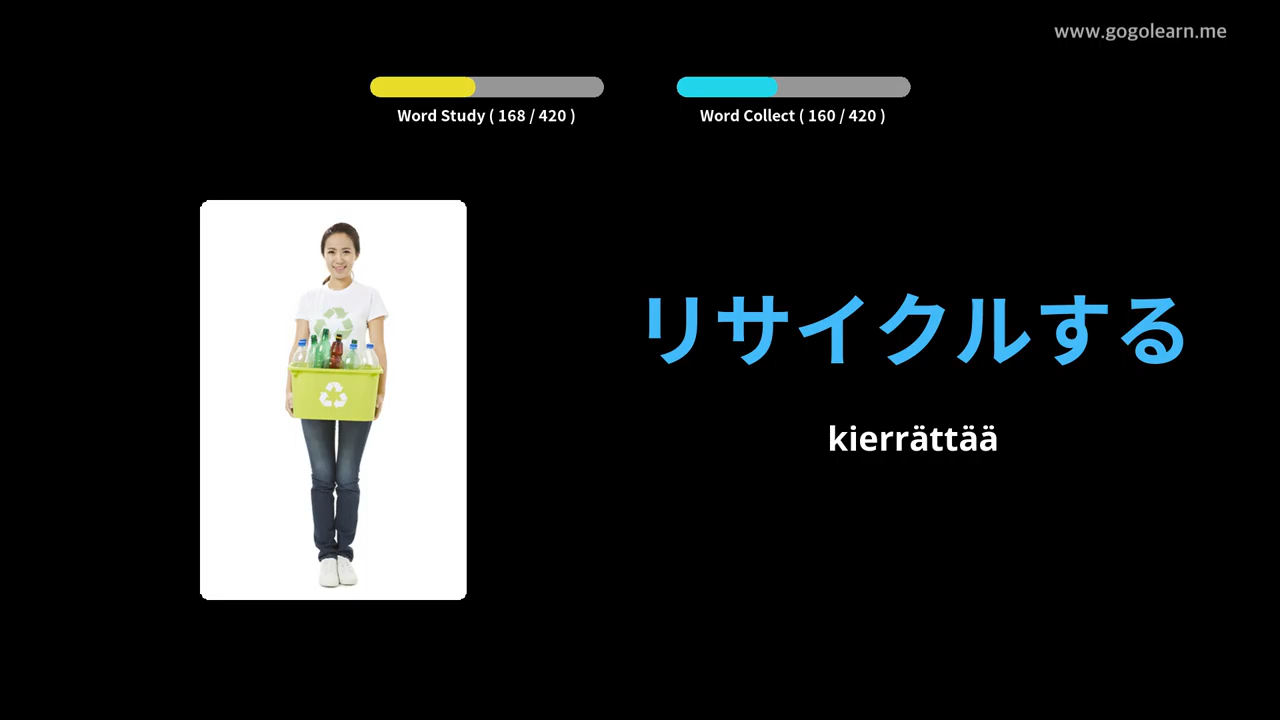 www.gogolearn.me
Word Study ( 168 / 420 )
Word Collect ( 160 / 420 )
リサイクルする
kierrättää